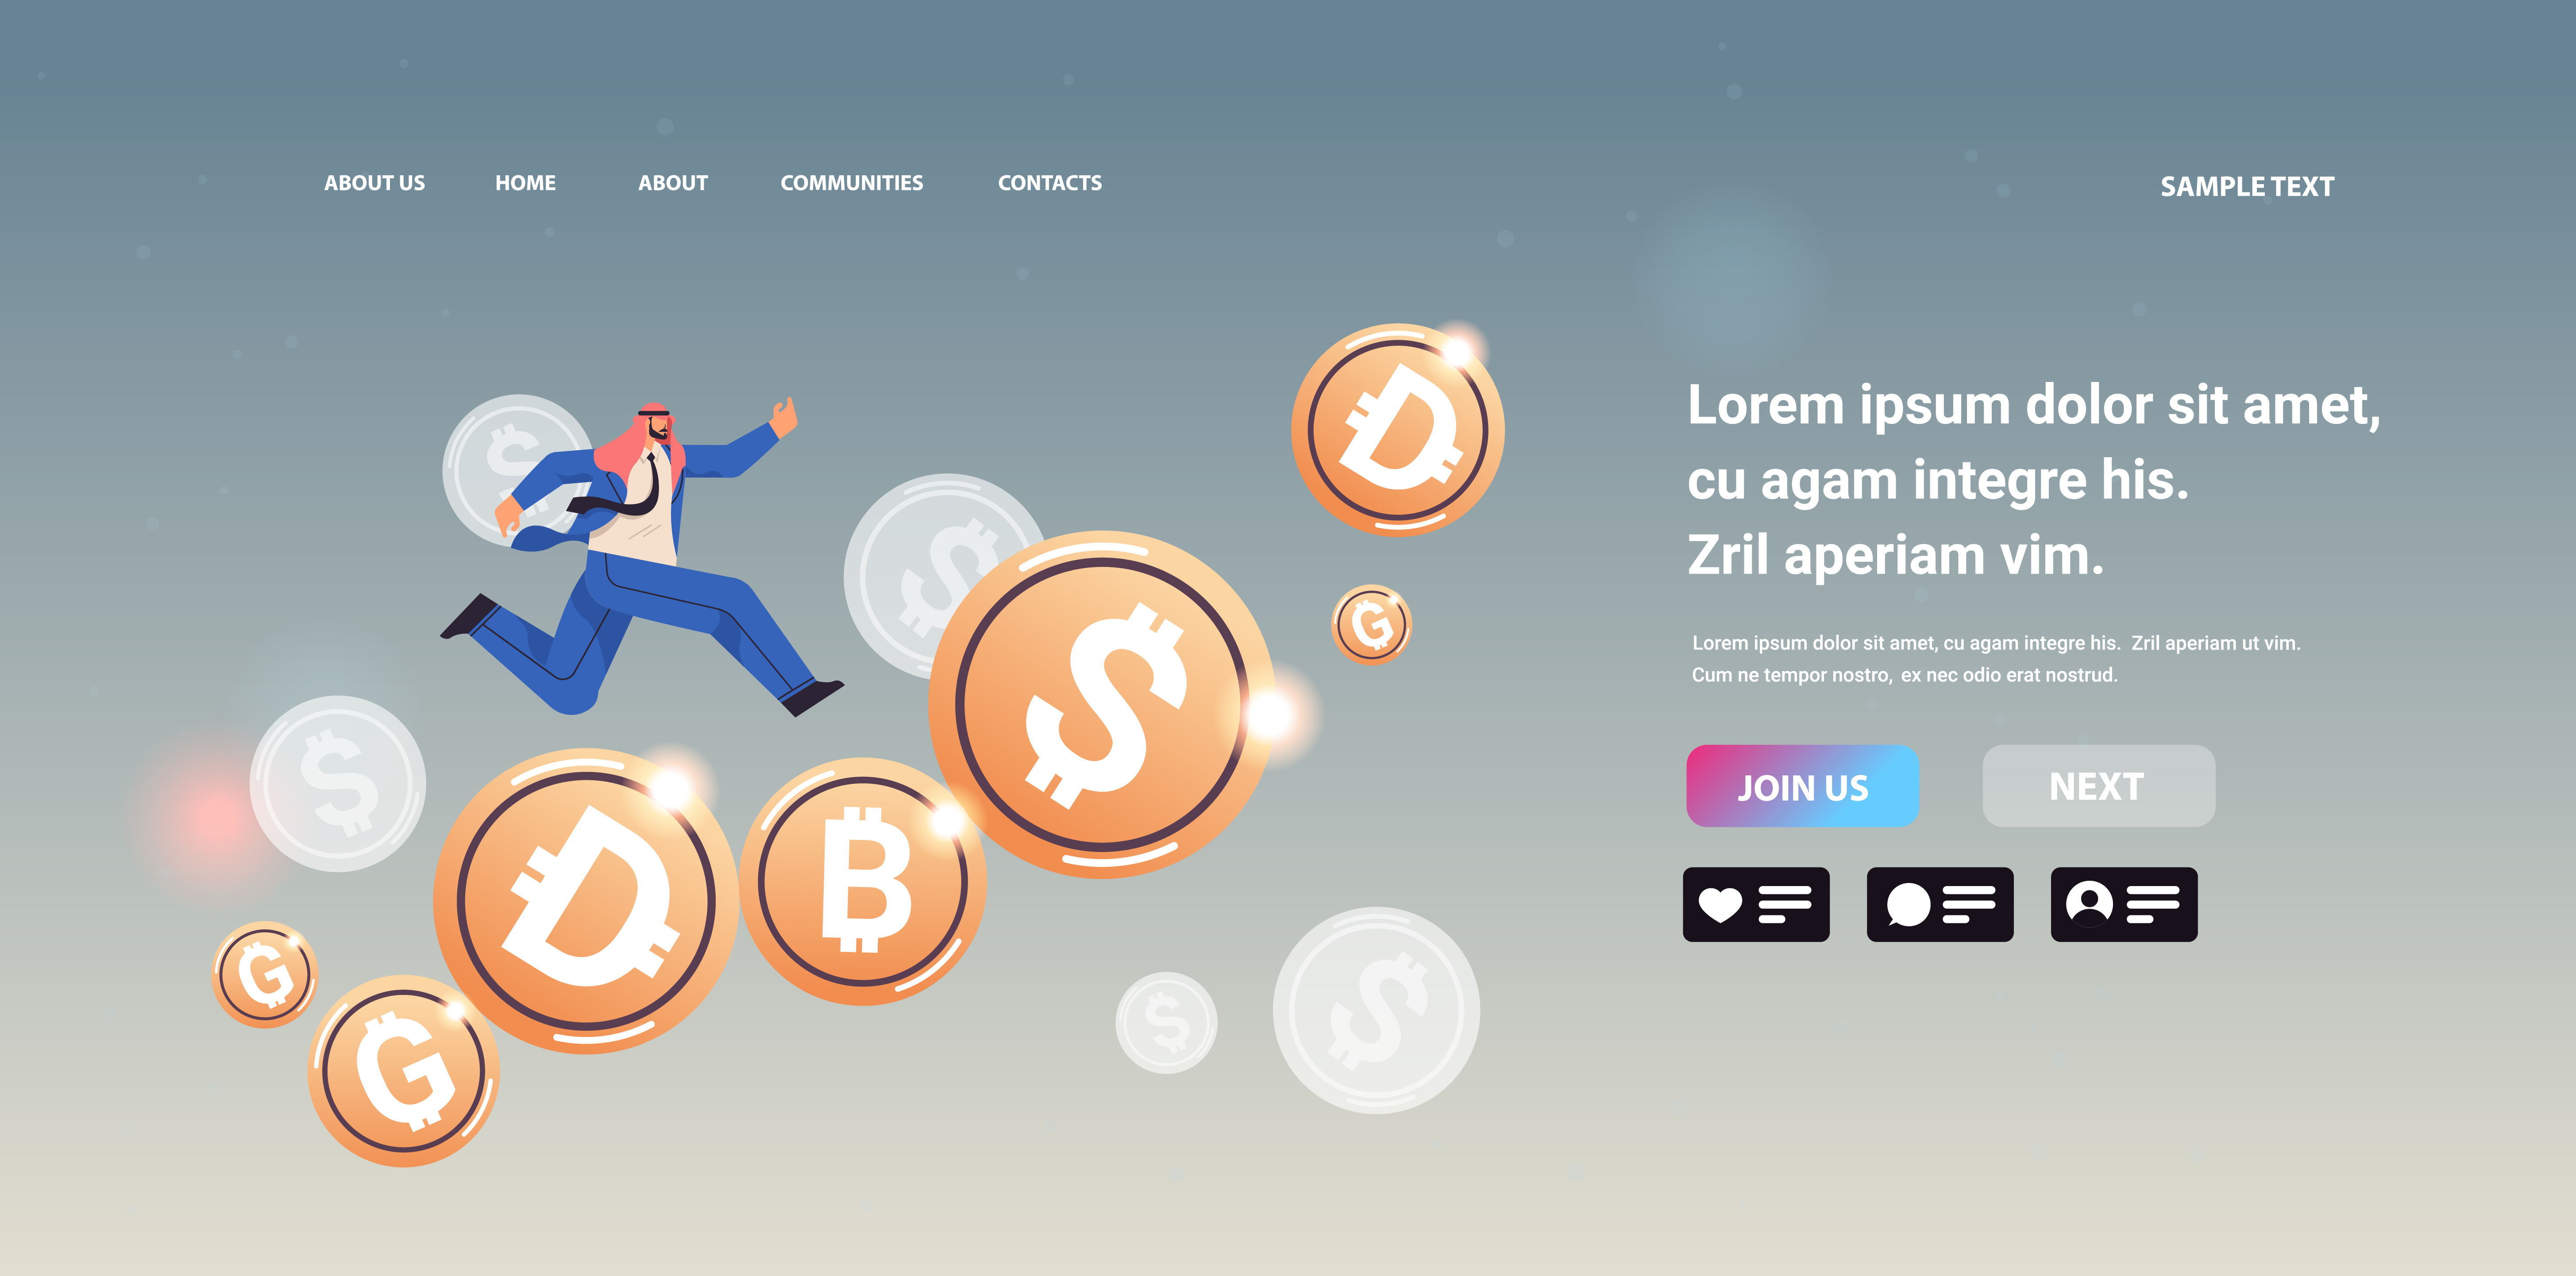 ABOUT US HOME ABOUT COMMUNITIES CONTACTS
SAMPLE TEXT
Lorem ipsum dolor sit amet,
cu agam integre his.
Zril aperiam vim.
Lorem ipsum dolor sit amet, cu agam integre his. Zril aperiam ut vim.
Cum ne tempor nostro, ex nec odio erat nostrud.
JOIN US
NEXT